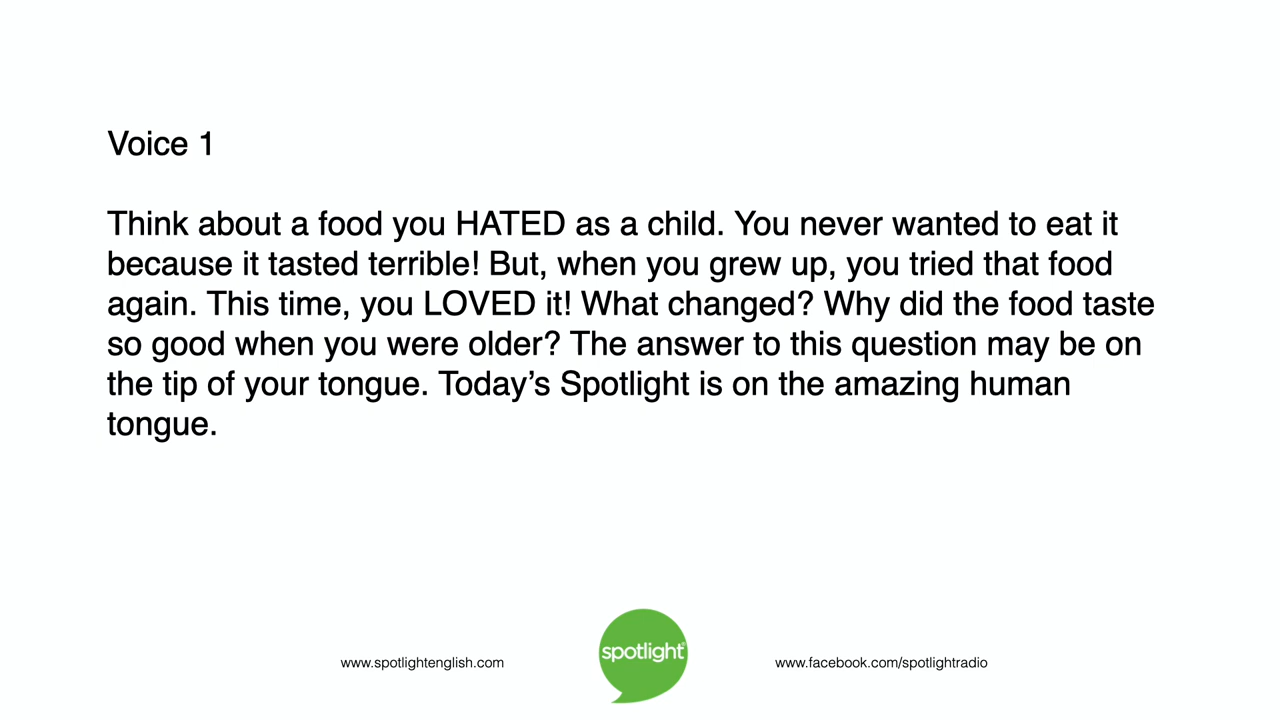 Voice 1
Think about a food you HATED as a child. You never wanted to eat it
because it tasted terrible! But, when you grew up, you tried that food
again. This time, you LOVED it! What changed? Why did the food taste
so good when you were older? The answer to this question may be on
the tip of your tongue. Today’s Spotlight is on the amazing human
tongue.
www.spotlightenglish.com
spotlight®
www.facebook.com/spotlightradio